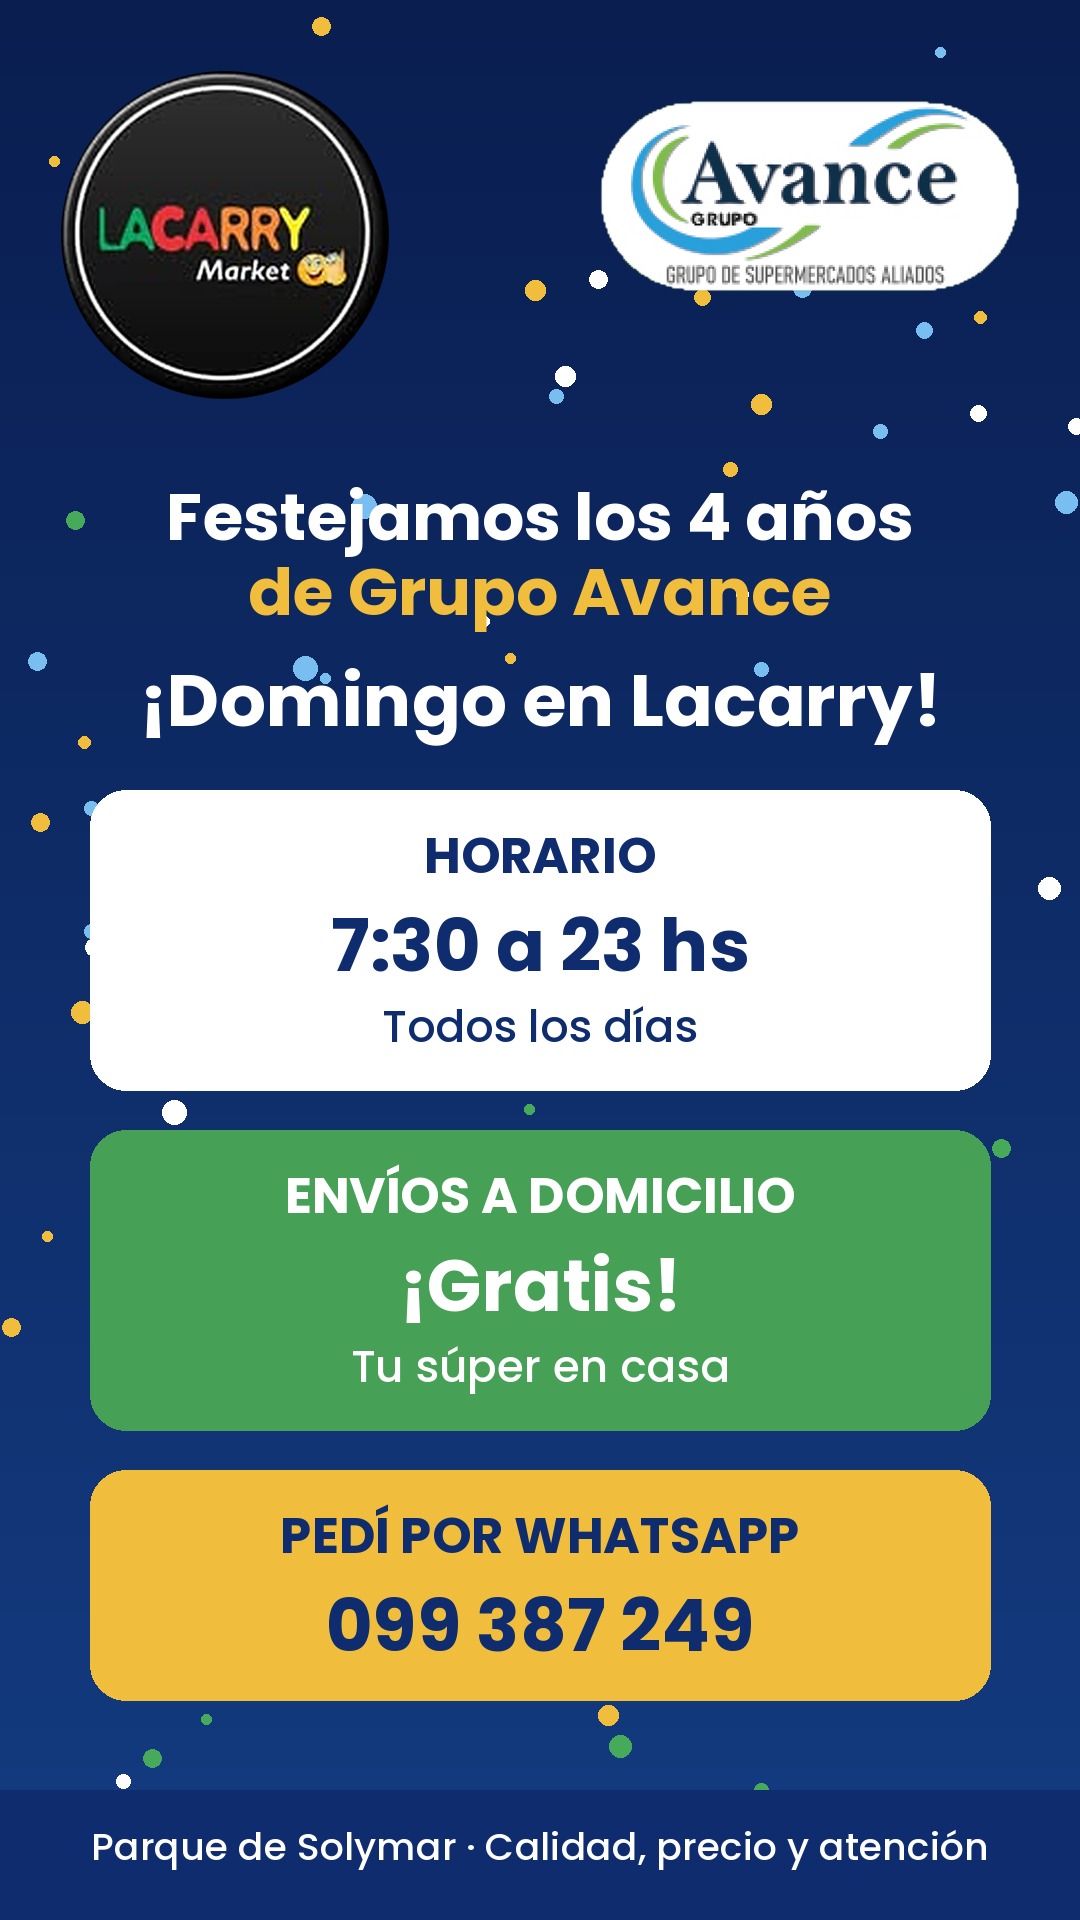 LACARRY
Market
Avance
GRUPO
GRUPO DE SUPERMERCADOS ALIADOS
Festejamos los 4 años
de Grupo Avance
¡Domingo en Lacarry!
HORARIO
7:30 a 23 hs
Todos los días
ENVÍOS A DOMICILIO
¡Gratis!
Tu súper en casa
PEDÍ POR WHATSAPP
099 387 249
Parque de Solymar · Calidad, precio y atención